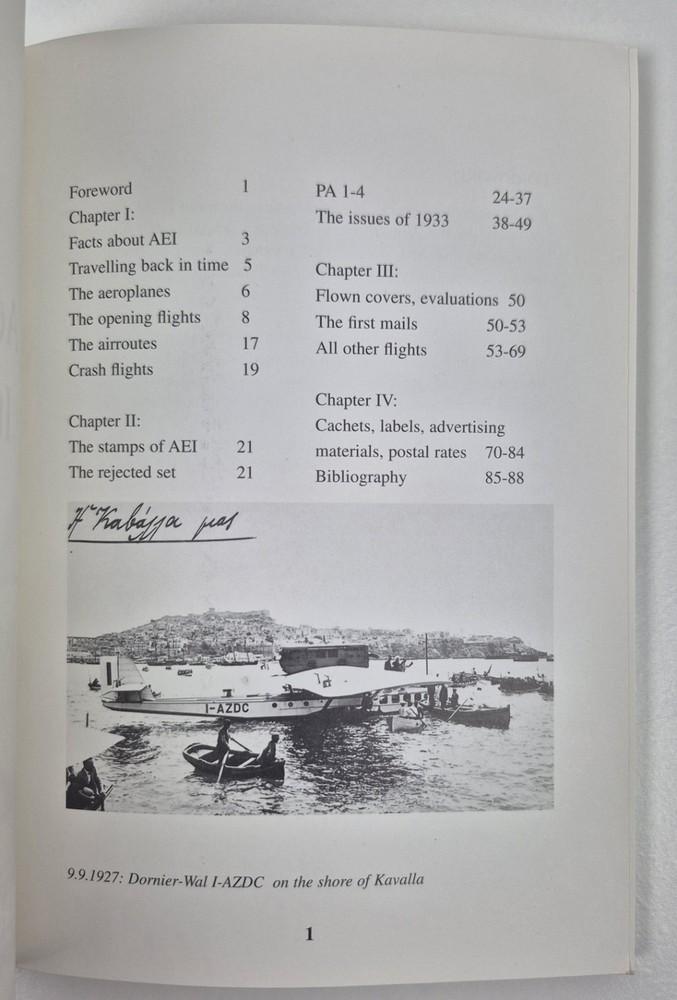 Foreword 1
Chapter I:
Facts about AEI 3
Travelling back in time 5
The aeroplanes 6
The opening flights 8
The airroutes 17
Crash flights 19
Chapter II:
The stamps of AEI 21
The rejected set 21
PA 1-4 24-37
The issues of 1933 38-49
Chapter III:
Flown covers, evaluations 50
The first mails 50-53
All other flights 53-69
Chapter IV:
Cachets, labels, advertising
materials, postal rates 70-84
Bibliography 85-88
Η Καβάλλα μας
I-AZDC
9.9.1927: Dornier-Wal I-AZDC on the shore of Kavalla
1